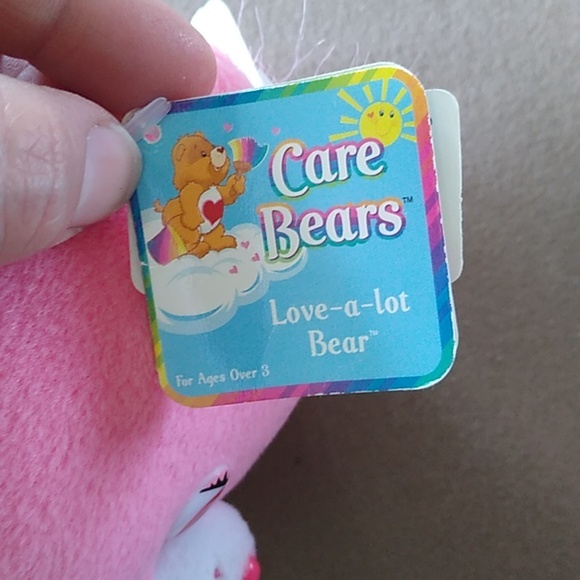 Care
Bears™
Love-a-lot
Bear™
For Ages Over 3